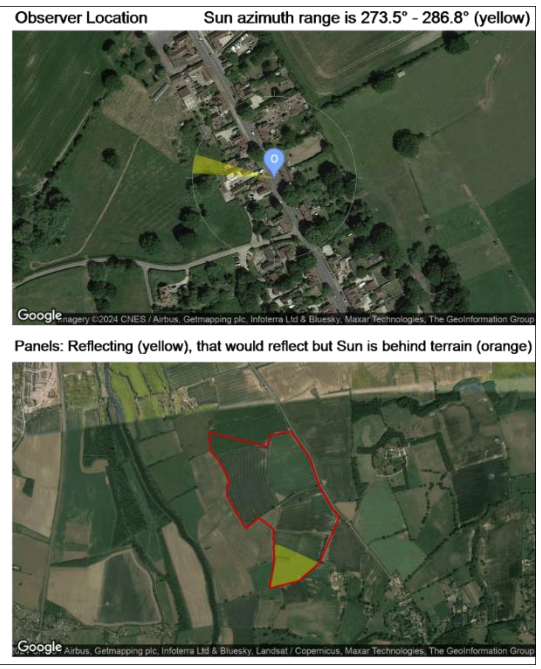 Observer Location Sun azimuth range is 273.5° - 286.8° (yellow)
O
Google Imagery ©2024 CNES / Airbus, Getmapping plc, Infoterra Ltd & Bluesky, Maxar Technologies, The GeoInformation Group
Panels: Reflecting (yellow), that would reflect but Sun is behind terrain (orange)
Google Airbus, Getmapping plc, Infoterra Ltd & Bluesky, Landsat / Copernicus, Maxar Technologies, The GeoInformation Group